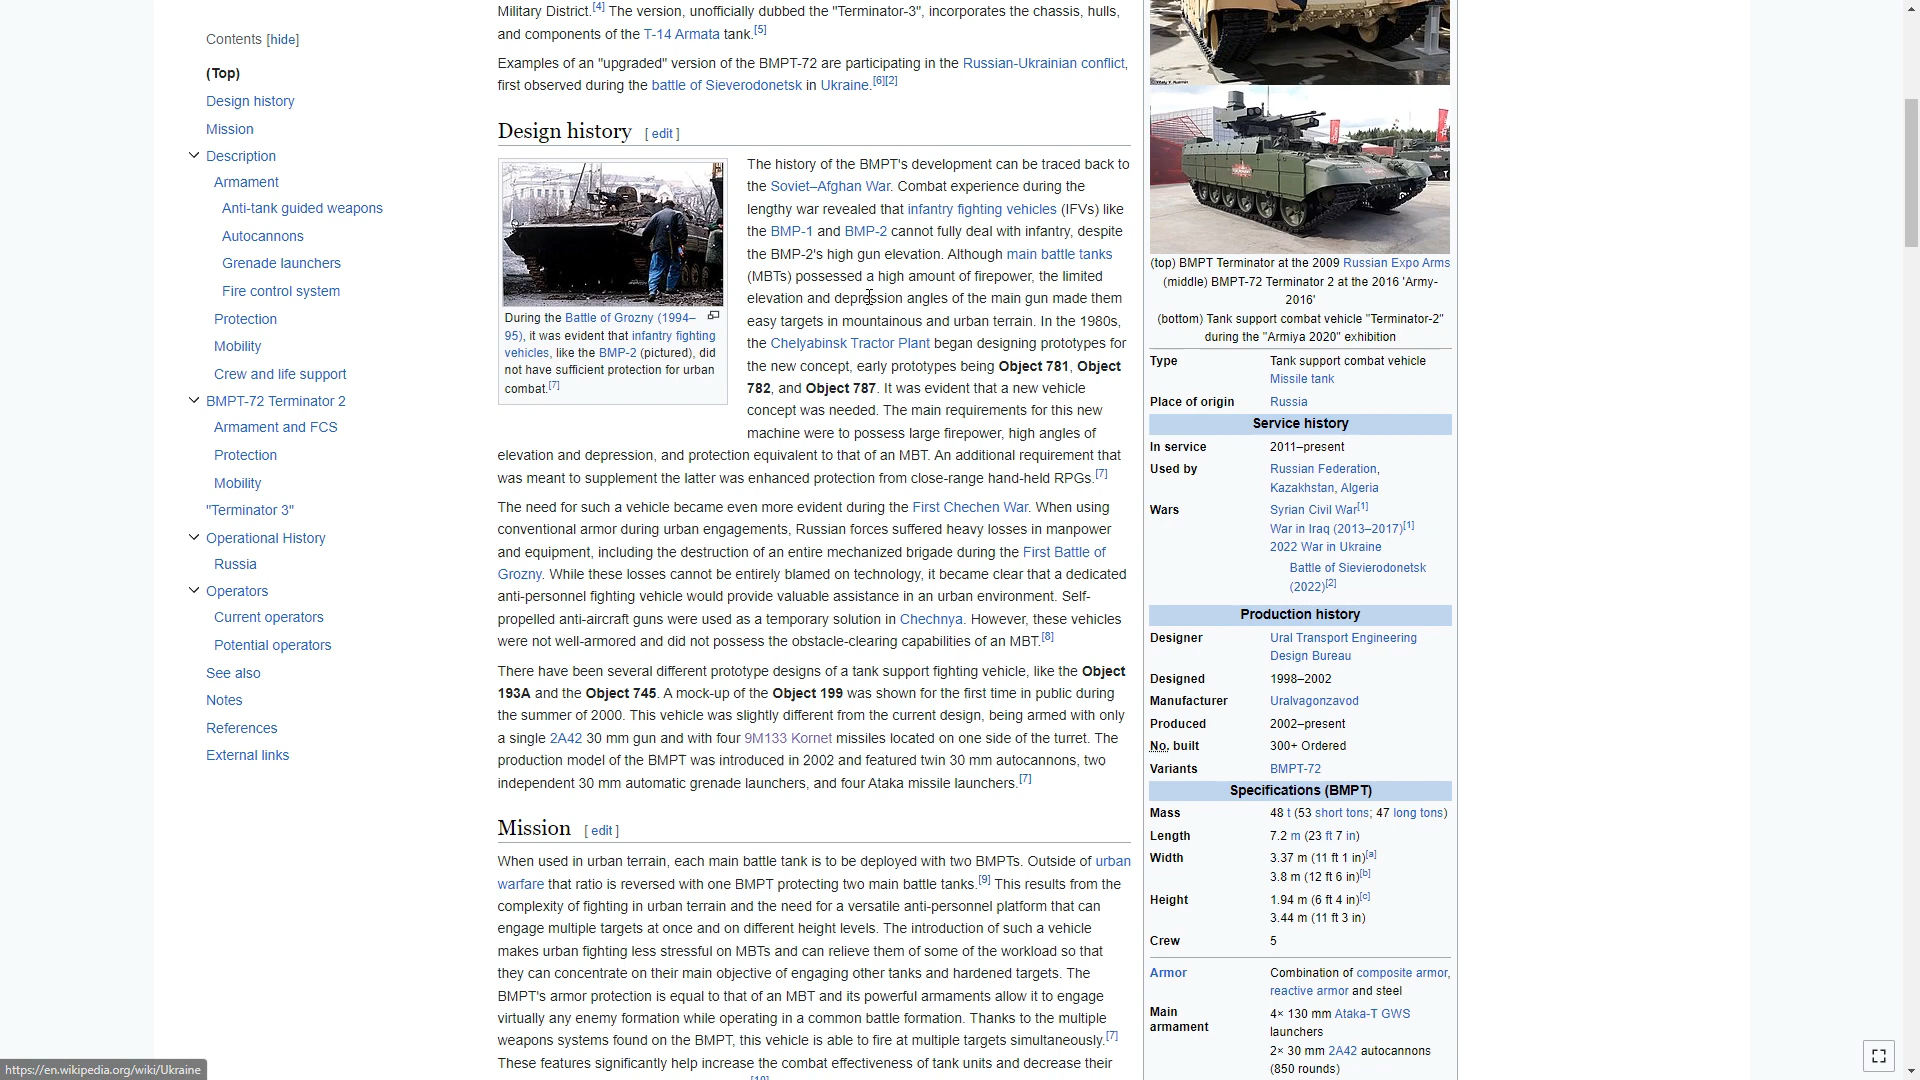 Contents [hide]
(Top)
Design history
Mission
Description
Armament
Anti-tank guided weapons
Autocannons
Grenade launchers
Fire control system
Protection
Mobility
Crew and life support
BMPT-72 Terminator 2
Armament and FCS
Protection
Mobility
"Terminator 3"
Operational History
Russia
Operators
Current operators
Potential operators
See also
Notes
References
External links
Military District.[4] The version, unofficially dubbed the "Terminator-3", incorporates the chassis, hulls,
and components of the T-14 Armata tank.[5]
Examples of an "upgraded" version of the BMPT-72 are participating in the Russian-Ukrainian conflict,
first observed during the battle of Sieverodonetsk in Ukraine.[6][2]
Design history [ edit ]
During the Battle of Grozny (1994–
95), it was evident that infantry fighting
vehicles, like the BMP-2 (pictured), did
not have sufficient protection for urban
combat.[7]
The history of the BMPT's development can be traced back to
the Soviet–Afghan War. Combat experience during the
lengthy war revealed that infantry fighting vehicles (IFVs) like
the BMP-1 and BMP-2 cannot fully deal with infantry, despite
the BMP-2's high gun elevation. Although main battle tanks
(MBTs) possessed a high amount of firepower, the limited
elevation and depression angles of the main gun made them
easy targets in mountainous and urban terrain. In the 1980s,
the Chelyabinsk Tractor Plant began designing prototypes for
the new concept, early prototypes being Object 781, Object
782, and Object 787. It was evident that a new vehicle
concept was needed. The main requirements for this new
machine were to possess large firepower, high angles of
elevation and depression, and protection equivalent to that of an MBT. An additional requirement that
was meant to supplement the latter was enhanced protection from close-range hand-held RPGs.[7]
The need for such a vehicle became even more evident during the First Chechen War. When using
conventional armor during urban engagements, Russian forces suffered heavy losses in manpower
and equipment, including the destruction of an entire mechanized brigade during the First Battle of
Grozny. While these losses cannot be entirely blamed on technology, it became clear that a dedicated
anti-personnel fighting vehicle would provide valuable assistance in an urban environment. Self-
propelled anti-aircraft guns were used as a temporary solution in Chechnya. However, these vehicles
were not well-armored and did not possess the obstacle-clearing capabilities of an MBT.[8]
There have been several different prototype designs of a tank support fighting vehicle, like the Object
193A and the Object 745. A mock-up of the Object 199 was shown for the first time in public during
the summer of 2000. This vehicle was slightly different from the current design, being armed with only
a single 2A42 30 mm gun and with four 9M133 Kornet missiles located on one side of the turret. The
production model of the BMPT was introduced in 2002 and featured twin 30 mm autocannons, two
independent 30 mm automatic grenade launchers, and four Ataka missile launchers.[7]
Mission [ edit ]
When used in urban terrain, each main battle tank is to be deployed with two BMPTs. Outside of urban
warfare that ratio is reversed with one BMPT protecting two main battle tanks.[9] This results from the
complexity of fighting in urban terrain and the need for a versatile anti-personnel platform that can
engage multiple targets at once and on different height levels. The introduction of such a vehicle
makes urban fighting less stressful on MBTs and can relieve them of some of the workload so that
they can concentrate on their main objective of engaging other tanks and hardened targets. The
BMPT's armor protection is equal to that of an MBT and its powerful armaments allow it to engage
virtually any enemy formation while operating in a common battle formation. Thanks to the multiple
weapons systems found on the BMPT, this vehicle is able to fire at multiple targets simultaneously.[7]
These features significantly help increase the combat effectiveness of tank units and decrease their
(top) BMPT Terminator at the 2009 Russian Expo Arms
(middle) BMPT-72 Terminator 2 at the 2016 'Army-
2016'
(bottom) Tank support combat vehicle "Terminator-2"
during the "Armiya 2020" exhibition
Type Tank support combat vehicle
Missile tank
Place of origin Russia
Service history
In service 2011–present
Used by Russian Federation,
Kazakhstan, Algeria
Wars Syrian Civil War[1]
War in Iraq (2013–2017)[1]
2022 War in Ukraine
Battle of Sievierodonetsk
(2022)[2]
Production history
Designer Ural Transport Engineering
Design Bureau
Designed 1998–2002
Manufacturer Uralvagonzavod
Produced 2002–present
No. built 300+ Ordered
Variants BMPT-72
Specifications (BMPT)
Mass 48 t (53 short tons; 47 long tons)
Length 7.2 m (23 ft 7 in)
Width 3.37 m (11 ft 1 in)[a]
3.8 m (12 ft 6 in)[b]
Height 1.94 m (6 ft 4 in)[c]
3.44 m (11 ft 3 in)
Crew 5
Armor Combination of composite armor,
reactive armor and steel
Main
armament
4× 130 mm Ataka-T GWS
launchers
2× 30 mm 2A42 autocannons
(850 rounds)
https://en.wikipedia.org/wiki/Ukraine